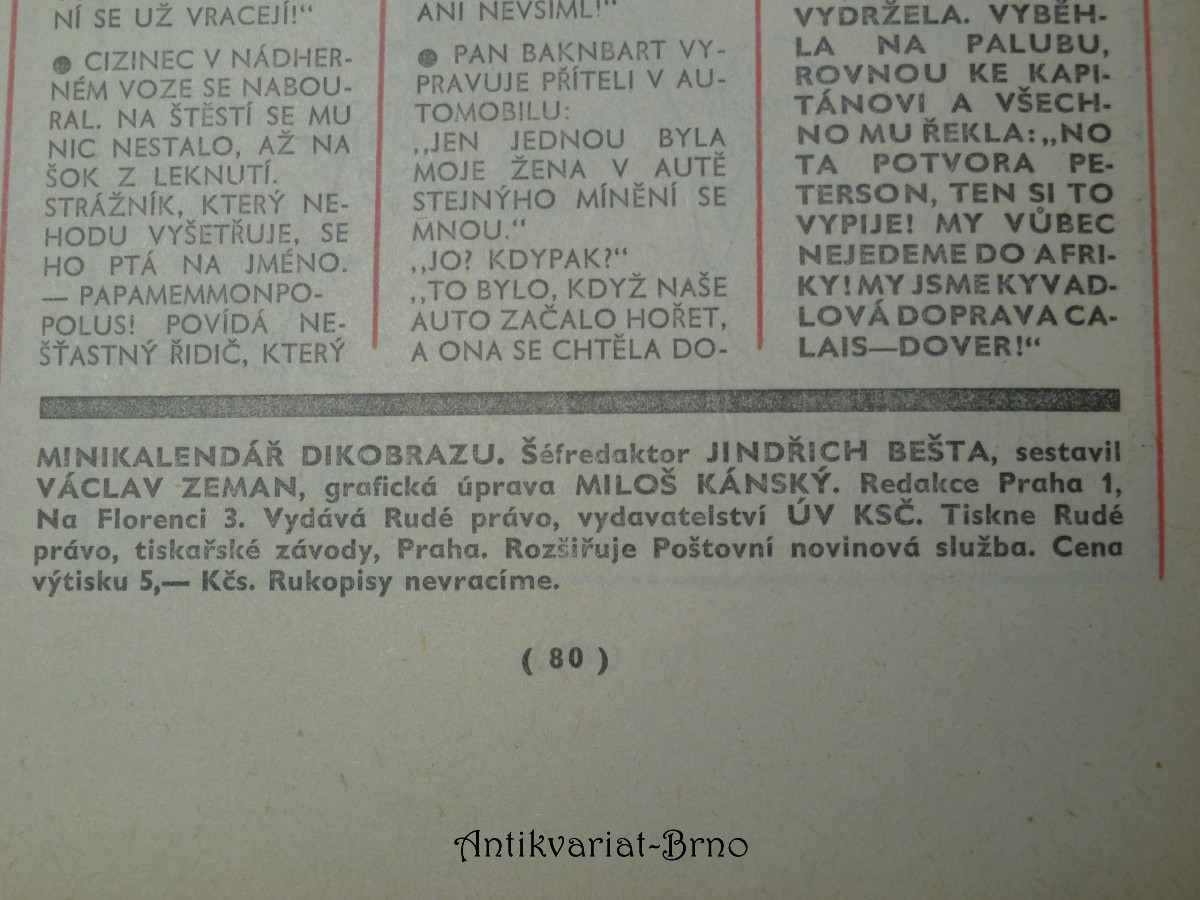 NÍ SE UŽ VRACEJÍ!"
● CIZINEC V NÁDHER-
NÉM VOZE SE NABOU-
RAL. NA ŠTĚSTÍ SE MU
NIC NESTALO, AŽ NA
ŠOK Z LEKNUTÍ.
STRÁŽNÍK, KTERÝ NE-
HODU VYŠETŘUJE, SE
HO PTÁ NA JMÉNO.
— PAPAMEMMONPO-
POLUS! POVÍDÁ NE-
ŠŤASTNÝ ŘIDIČ, KTERÝ
ANI NEVŠIML!"
● PAN BAKNBART VY-
PRAVUJE PŘÍTELI V AU-
TOMOBILU:
,,JEN JEDNOU BYLA
MOJE ŽENA V AUTĚ
STEJNÝHO MÍNĚNÍ SE
MNOU."
,,JO? KDYPAK?"
,,TO BYLO, KDYŽ NAŠE
AUTO ZAČALO HOŘET,
A ONA SE CHTĚLA DO-
VYDRŽELA. VYBĚH-
LA NA PALUBU,
ROVNOU KE KAPI-
TÁNOVI A VŠECH-
NO MU ŘEKLA: ,,NO
TA POTVORA PE-
TERSON, TEN SI TO
VYPIJE! MY VŮBEC
NEJEDEME DO AFRI-
KY! MY JSME KYVAD-
LOVÁ DOPRAVA CA-
LAIS—DOVER!"
MINIKALENDÁŘ DIKOBRAZU. Šéfredaktor JINDŘICH BEŠTA, sestavil
VÁCLAV ZEMAN, grafická úprava MILOŠ KÁNSKÝ. Redakce Praha 1,
Na Florenci 3. Vydává Rudé právo, vydavatelství ÚV KSČ. Tiskne Rudé
právo, tiskařské závody, Praha. Rozšiřuje Poštovní novinová služba. Cena
výtisku 5,— Kčs. Rukopisy nevracíme.
( 80 )
Antikvariat-Brno